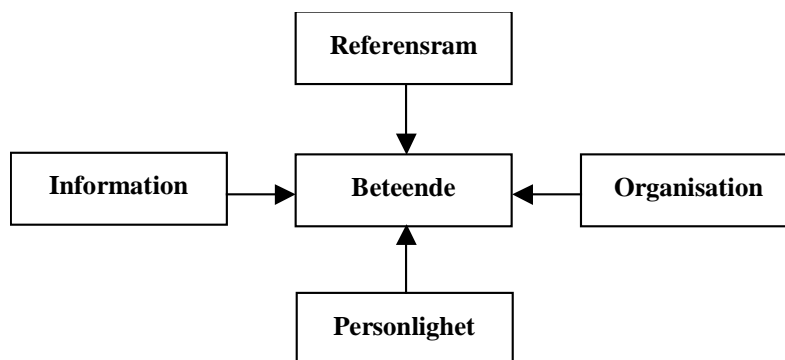 Referensram
Information
Beteende
Organisation
Personlighet